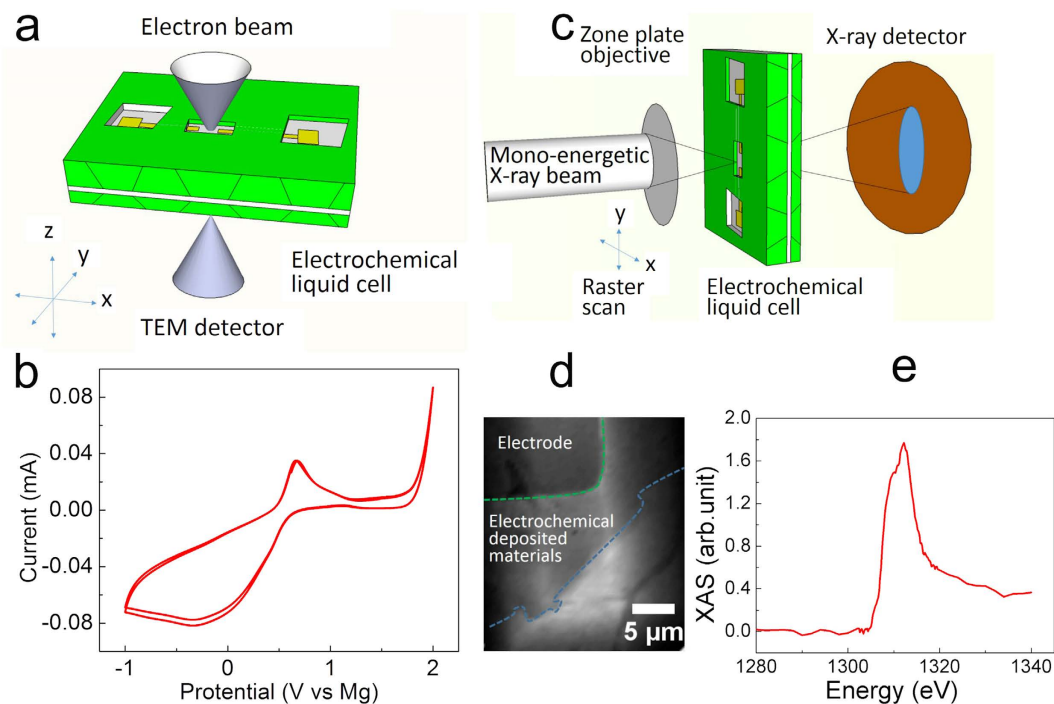 a
Electron beam
z
y
x
Electrochemical
liquid cell
TEM detector
c
Zone plate
objective
X-ray detector
Mono-energetic
X-ray beam
y
x
Raster
scan
Electrochemical
liquid cell
b
0.08
0.04
0.00
-0.04
-0.08
Current (mA)
-1
0
1
2
Protential (V vs Mg)
d
Electrode
Electrochemical
deposited
materials
5 μm
e
2.0
1.6
1.2
0.8
0.4
0.0
XAS (arb.unit)
1280
1300
1320
1340
Energy (eV)